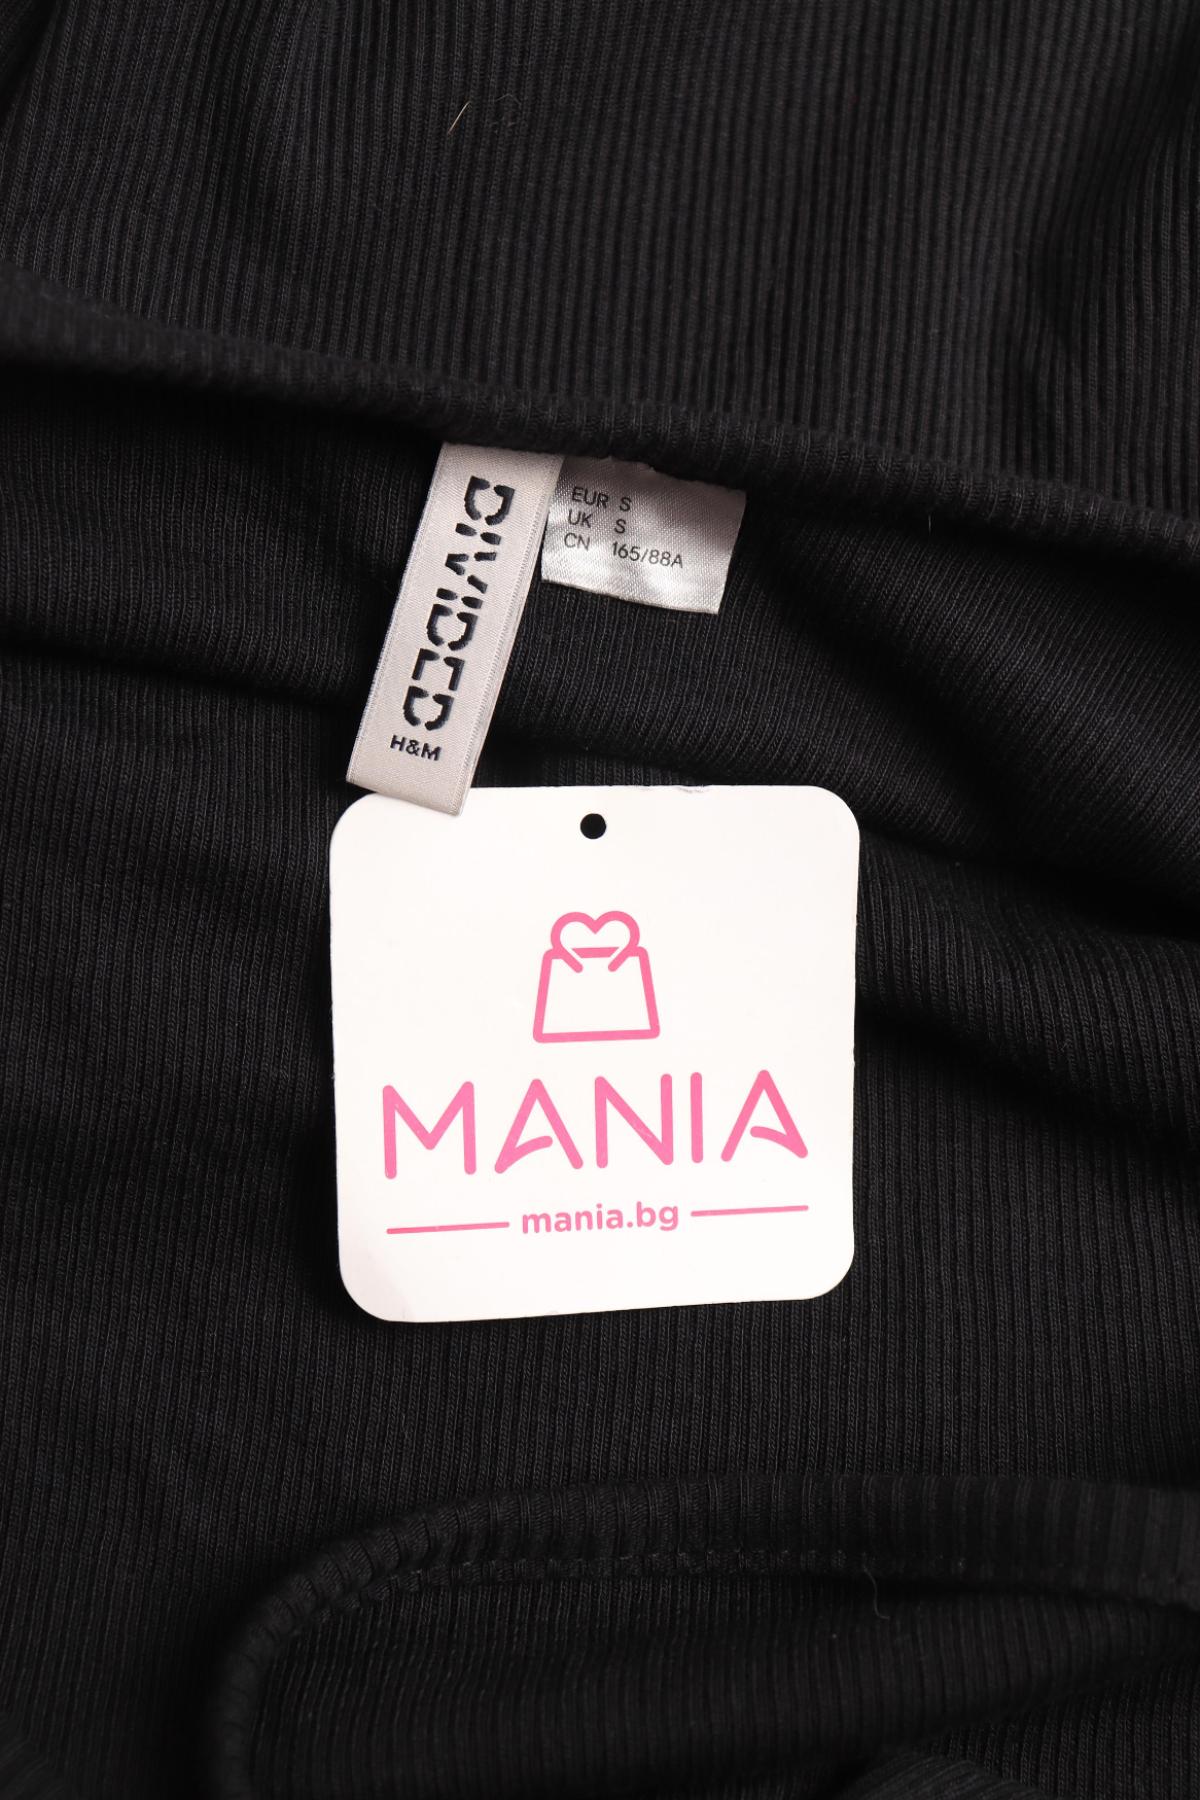 DIVIDED
H&M
EUR S
UK S
CN 165/88A
MANIA
mania.bg